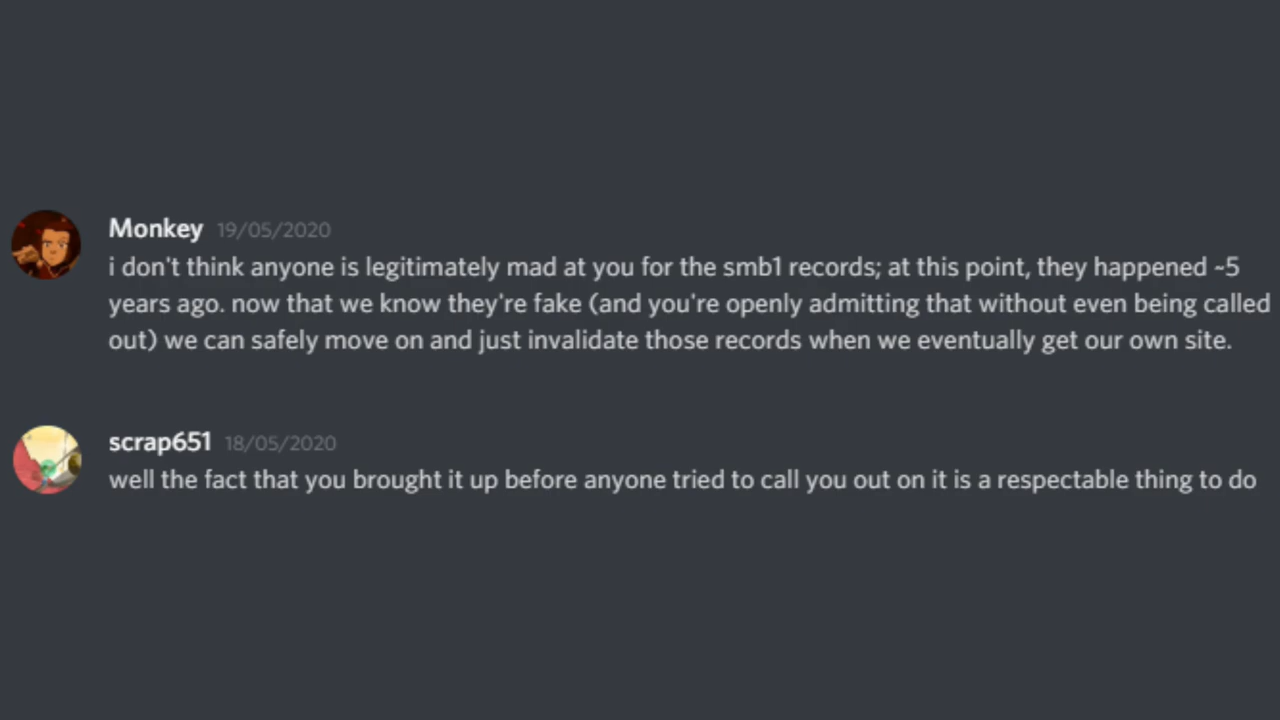 Monkey 19/05/2020
i don't think anyone is legitimately mad at you for the smb1 records; at this point, they happened ~5
years ago. now that we know they're fake (and you're openly admitting that without even being called
out) we can safely move on and just invalidate those records when we eventually get our own site.
scrap651 18/05/2020
well the fact that you brought it up before anyone tried to call you out on it is a respectable thing to do